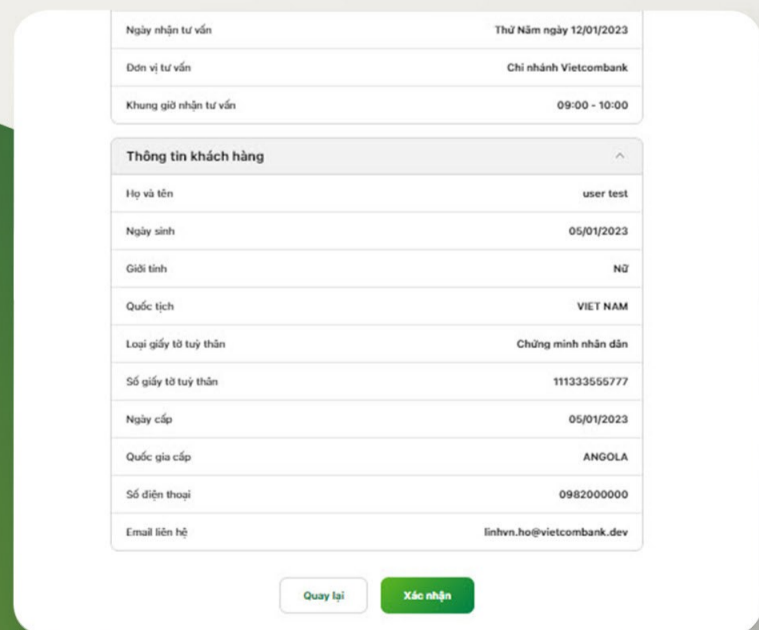 Ngày nhận tư vấn Thứ Năm ngày 12/01/2023
Đơn vị tư vấn Chi nhánh Vietcombank
Khung giờ nhận tư vấn 09:00 - 10:00
Thông tin khách hàng
Họ và tên user test
Ngày sinh 05/01/2023
Giới tính Nữ
Quốc tịch VIET NAM
Loại giấy tờ tuỳ thân Chứng minh nhân dân
Số giấy tờ tuỳ thân 111333555777
Ngày cấp 05/01/2023
Quốc gia cấp ANGOLA
Số điện thoại 0982000000
Email liên hệ linhvn.ho@vietcombank.dev
Quay lại Xác nhận